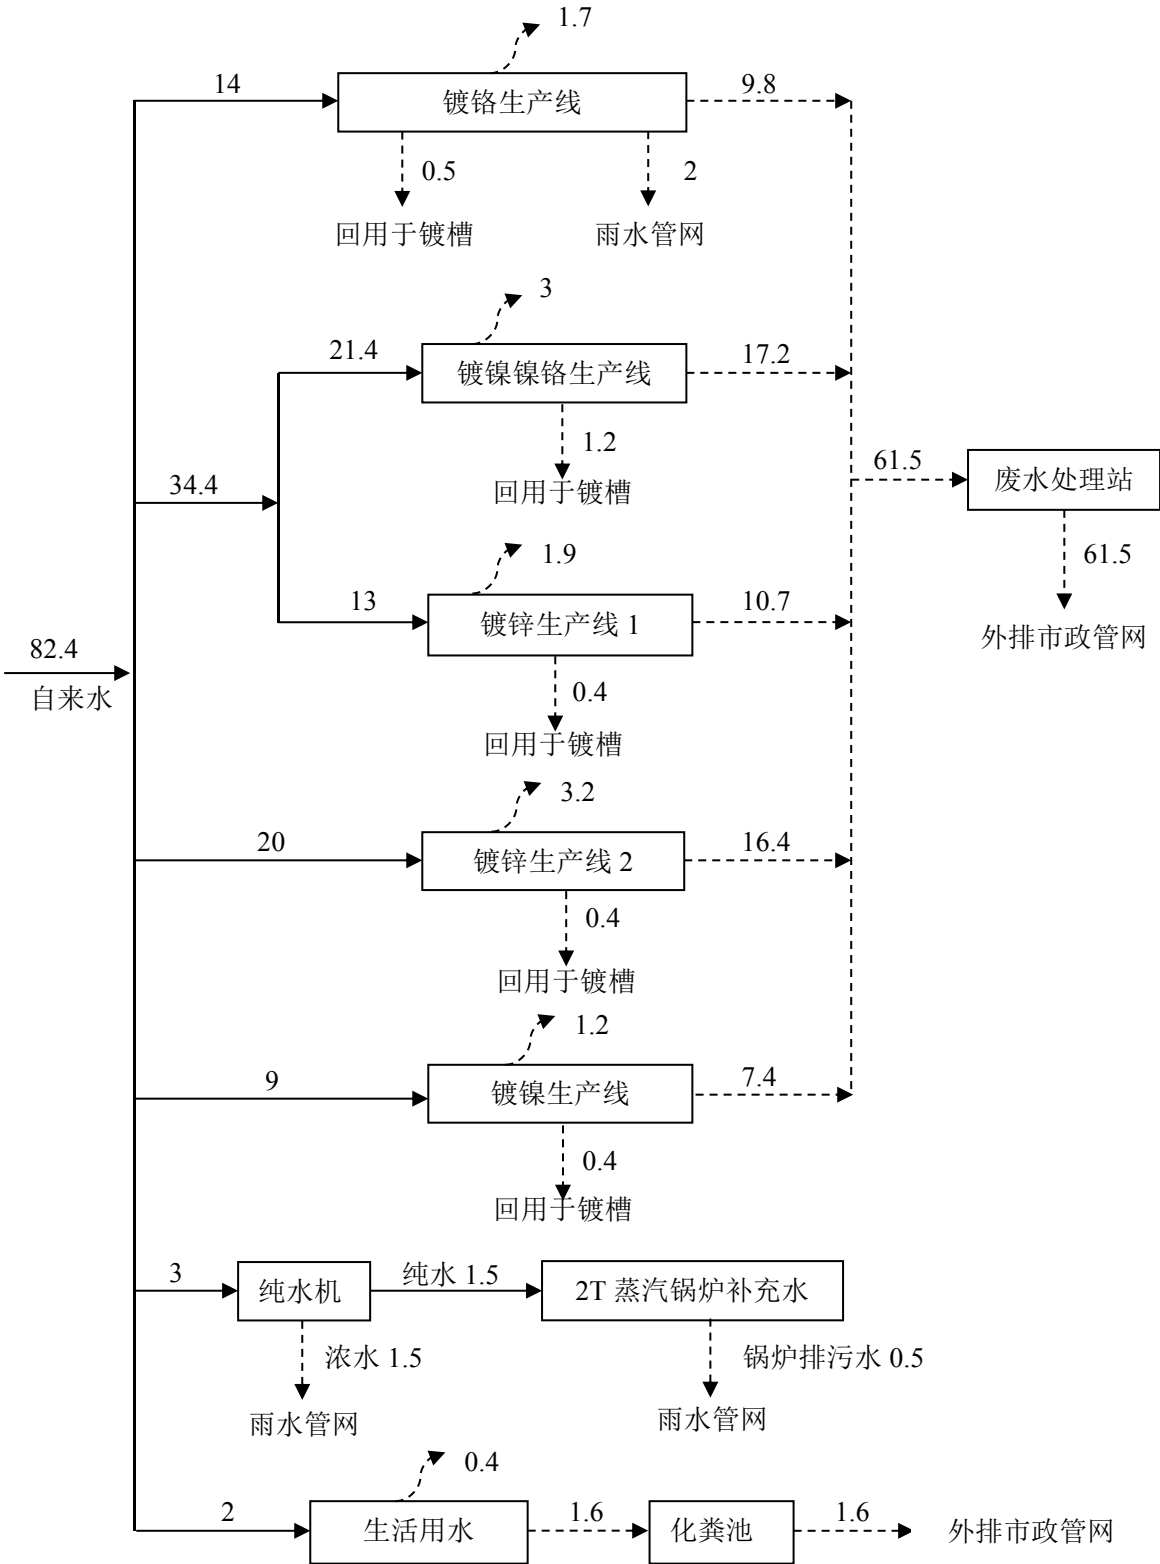 1.7
14
镀铬生产线
9.8
0.5
2
回用于镀槽
雨水管网
3
21.4
镀镍镍铬生产线
17.2
1.2
回用于镀槽
34.4
61.5
废水处理站
61.5
外排市政管网
1.9
13
镀锌生产线 1
10.7
0.4
回用于镀槽
82.4
自来水
3.2
20
镀锌生产线 2
16.4
0.4
回用于镀槽
1.2
9
镀镍生产线
7.4
0.4
回用于镀槽
3
纯水机
纯水 1.5
2T 蒸汽锅炉补充水
浓水 1.5
锅炉排污水 0.5
雨水管网
雨水管网
0.4
2
生活用水
1.6
化粪池
1.6
外排市政管网